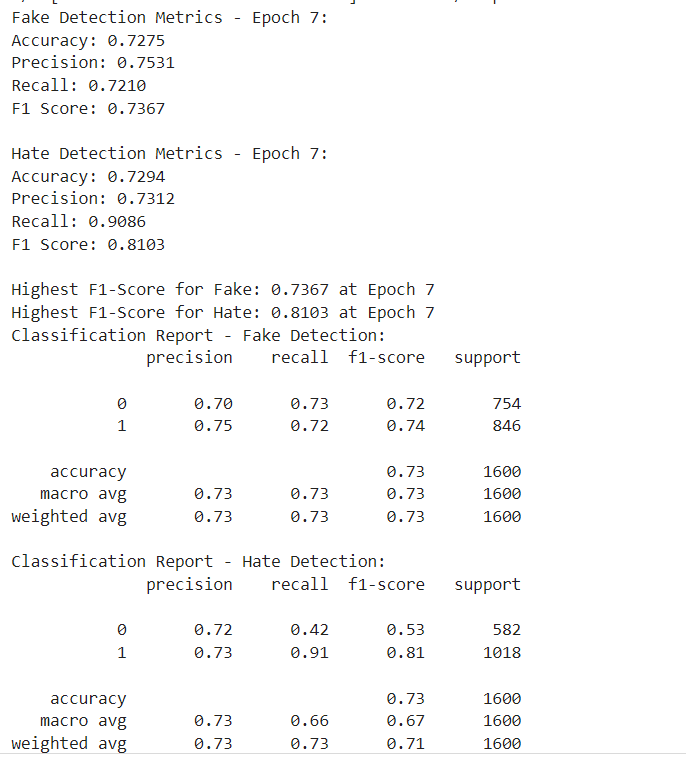 Fake Detection Metrics - Epoch 7:
Accuracy: 0.7275
Precision: 0.7531
Recall: 0.7210
F1 Score: 0.7367
Hate Detection Metrics - Epoch 7:
Accuracy: 0.7294
Precision: 0.7312
Recall: 0.9086
F1 Score: 0.8103
Highest F1-Score for Fake: 0.7367 at Epoch 7
Highest F1-Score for Hate: 0.8103 at Epoch 7
Classification Report - Fake Detection:
precision recall f1-score support
0 0.70 0.73 0.72 754
1 0.75 0.72 0.74 846
accuracy 0.73 1600
macro avg 0.73 0.73 0.73 1600
weighted avg 0.73 0.73 0.73 1600
Classification Report - Hate Detection:
precision recall f1-score support
0 0.72 0.42 0.53 582
1 0.73 0.91 0.81 1018
accuracy 0.73 1600
macro avg 0.73 0.66 0.67 1600
weighted avg 0.73 0.73 0.71 1600